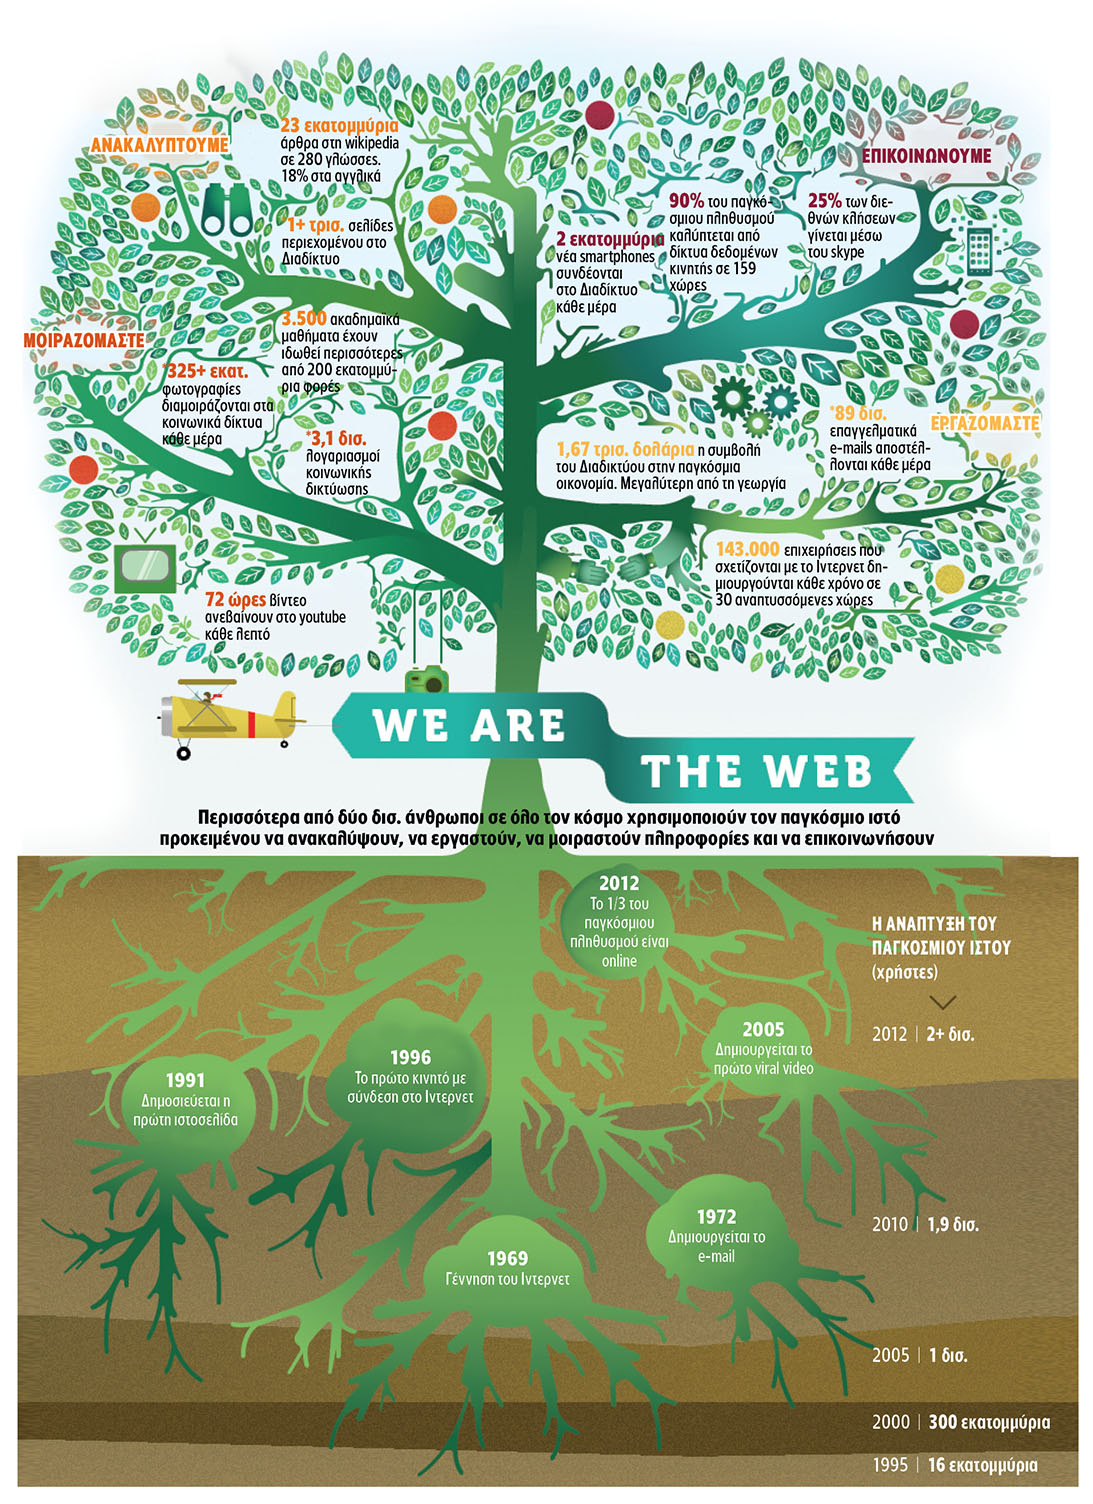 ΑΝΑΚΑΛΥΠΤΟΥΜΕ
23 εκατομμύρια
άρθρα στη wikipedia
σε 280 γλώσσες.
18% στα αγγλικά
1+ τρισ. σελίδες
περιεχομένου στο
Διαδίκτυο
3.500 ακαδημαϊκά
μαθήματα έχουν
ιδωθεί περισσότερες
από 200 εκατομμύ-
ρια φορές
ΜΟΙΡΑΖΟΜΑΣΤΕ
*325+ εκατ.
φωτογραφίες
διαμοιράζονται στα
κοινωνικά δίκτυα
κάθε μέρα
*3,1 δισ.
λογαριασμοί
κοινωνικής
δικτύωσης
72 ώρες βίντεο
ανεβαίνουν στο youtube
κάθε λεπτό
ΕΠΙΚΟΙΝΩΝΟΥΜΕ
2 εκατομμύρια
νέα smartphones
συνδέονται
στο Διαδίκτυο
κάθε μέρα
90% του παγκό-
σμιου πληθυσμού
καλύπτεται από
δίκτυα δεδομένων
κινητής σε 159
χώρες
25% των διε-
θνών κλήσεων
γίνεται μέσω
του skype
ΕΡΓΑΖΟΜΑΣΤΕ
*89 δισ.
επαγγελματικά
e-mails αποστέλ-
λονται κάθε μέρα
1,67 τρισ. δολάρια η συμβολή
του Διαδικτύου στην παγκόσμια
οικονομία. Μεγαλύτερη από τη γεωργία
143.000 επιχειρήσεις που
σχετίζονται με το Ιντερνετ δη-
μιουργούνται κάθε χρόνο σε
30 αναπτυσσόμενες χώρες
WE ARE
THE WEB
Περισσότερα από δύο δισ. άνθρωποι σε όλο τον κόσμο χρησιμοποιούν τον παγκόσμιο ιστό
προκειμένου να ανακαλύψουν, να εργαστούν, να μοιραστούν πληροφορίες και να επικοινωνήσουν
2012
Το 1/3 του
παγκόσμιου
πληθυσμού είναι
online
2005
Δημιουργείται το
πρώτο viral video
1996
Το πρώτο κινητό με
σύνδεση στο Ιντερνετ
1991
Δημοσιεύεται η
πρώτη ιστοσελίδα
1972
Δημιουργείται το
e-mail
1969
Γέννηση του Ιντερνετ
Η ΑΝΑΠΤΥΞΗ ΤΟΥ
ΠΑΓΚΟΣΜΙΟΥ ΙΣΤΟΥ
(χρήστες)
2012 | 2+ δισ.
2010 | 1,9 δισ.
2005 | 1 δισ.
2000 | 300 εκατομμύρια
1995 | 16 εκατομμύρια